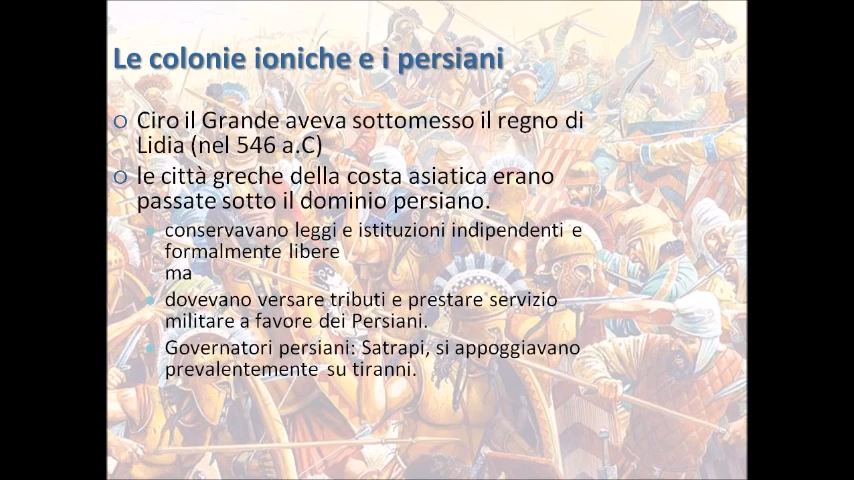 Le colonie ioniche e i persiani
Ciro il Grande aveva sottomesso il regno di
Lidia (nel 546 a.C)
le città greche della costa asiatica erano
passate sotto il dominio persiano.
conservavano leggi e istituzioni indipendenti e
formalmente libere
ma
dovevano versare tributi e prestare servizio
militare a favore dei Persiani.
Governatori persiani: Satrapi, si appoggiavano
prevalentemente su tiranni.